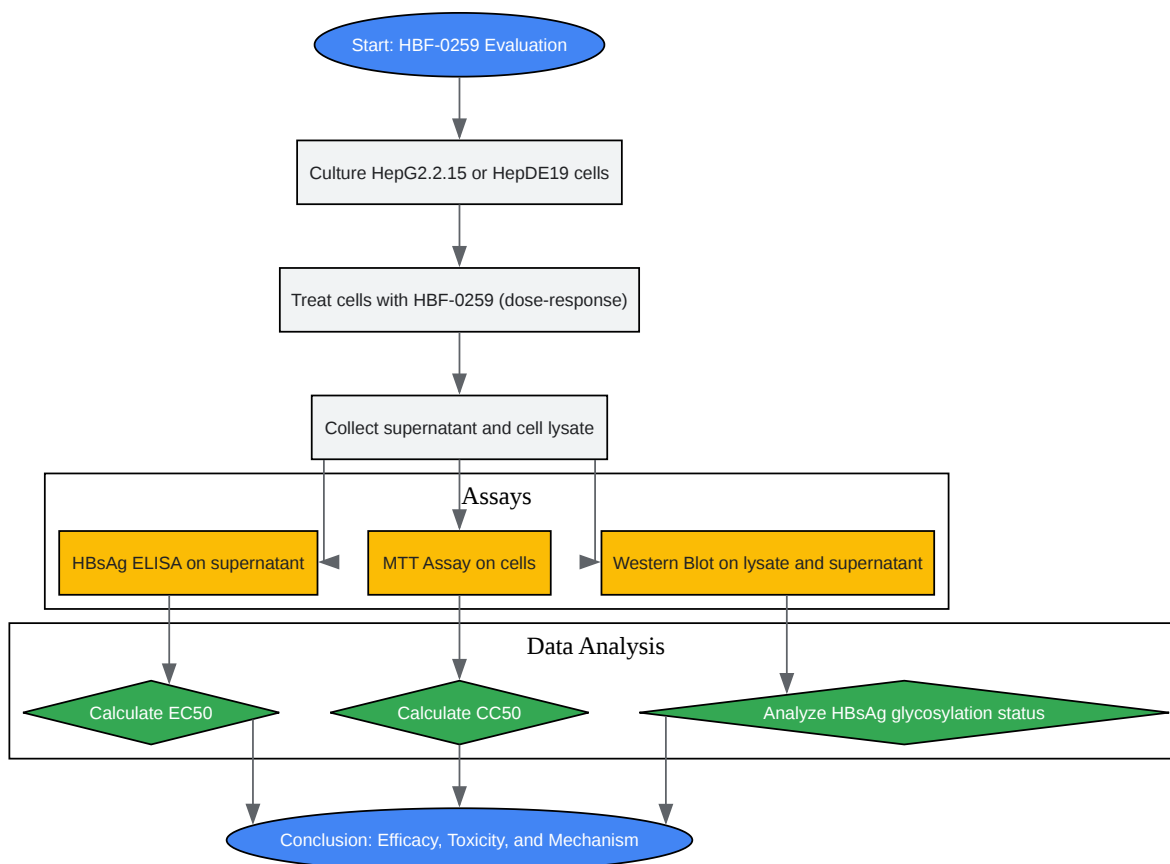 Start: HBF-0259 Evaluation
Culture HepG2.2.15 or HepDE19 cells
Treat cells with HBF-0259 (dose-response)
Collect supernatant and cell lysate
Assays
HBsAg ELISA on supernatant
MTT Assay on cells
Western Blot on lysate and supernatant
Data Analysis
Calculate EC50
Calculate CC50
Analyze HBsAg glycosylation status
Conclusion: Efficacy, Toxicity, and Mechanism